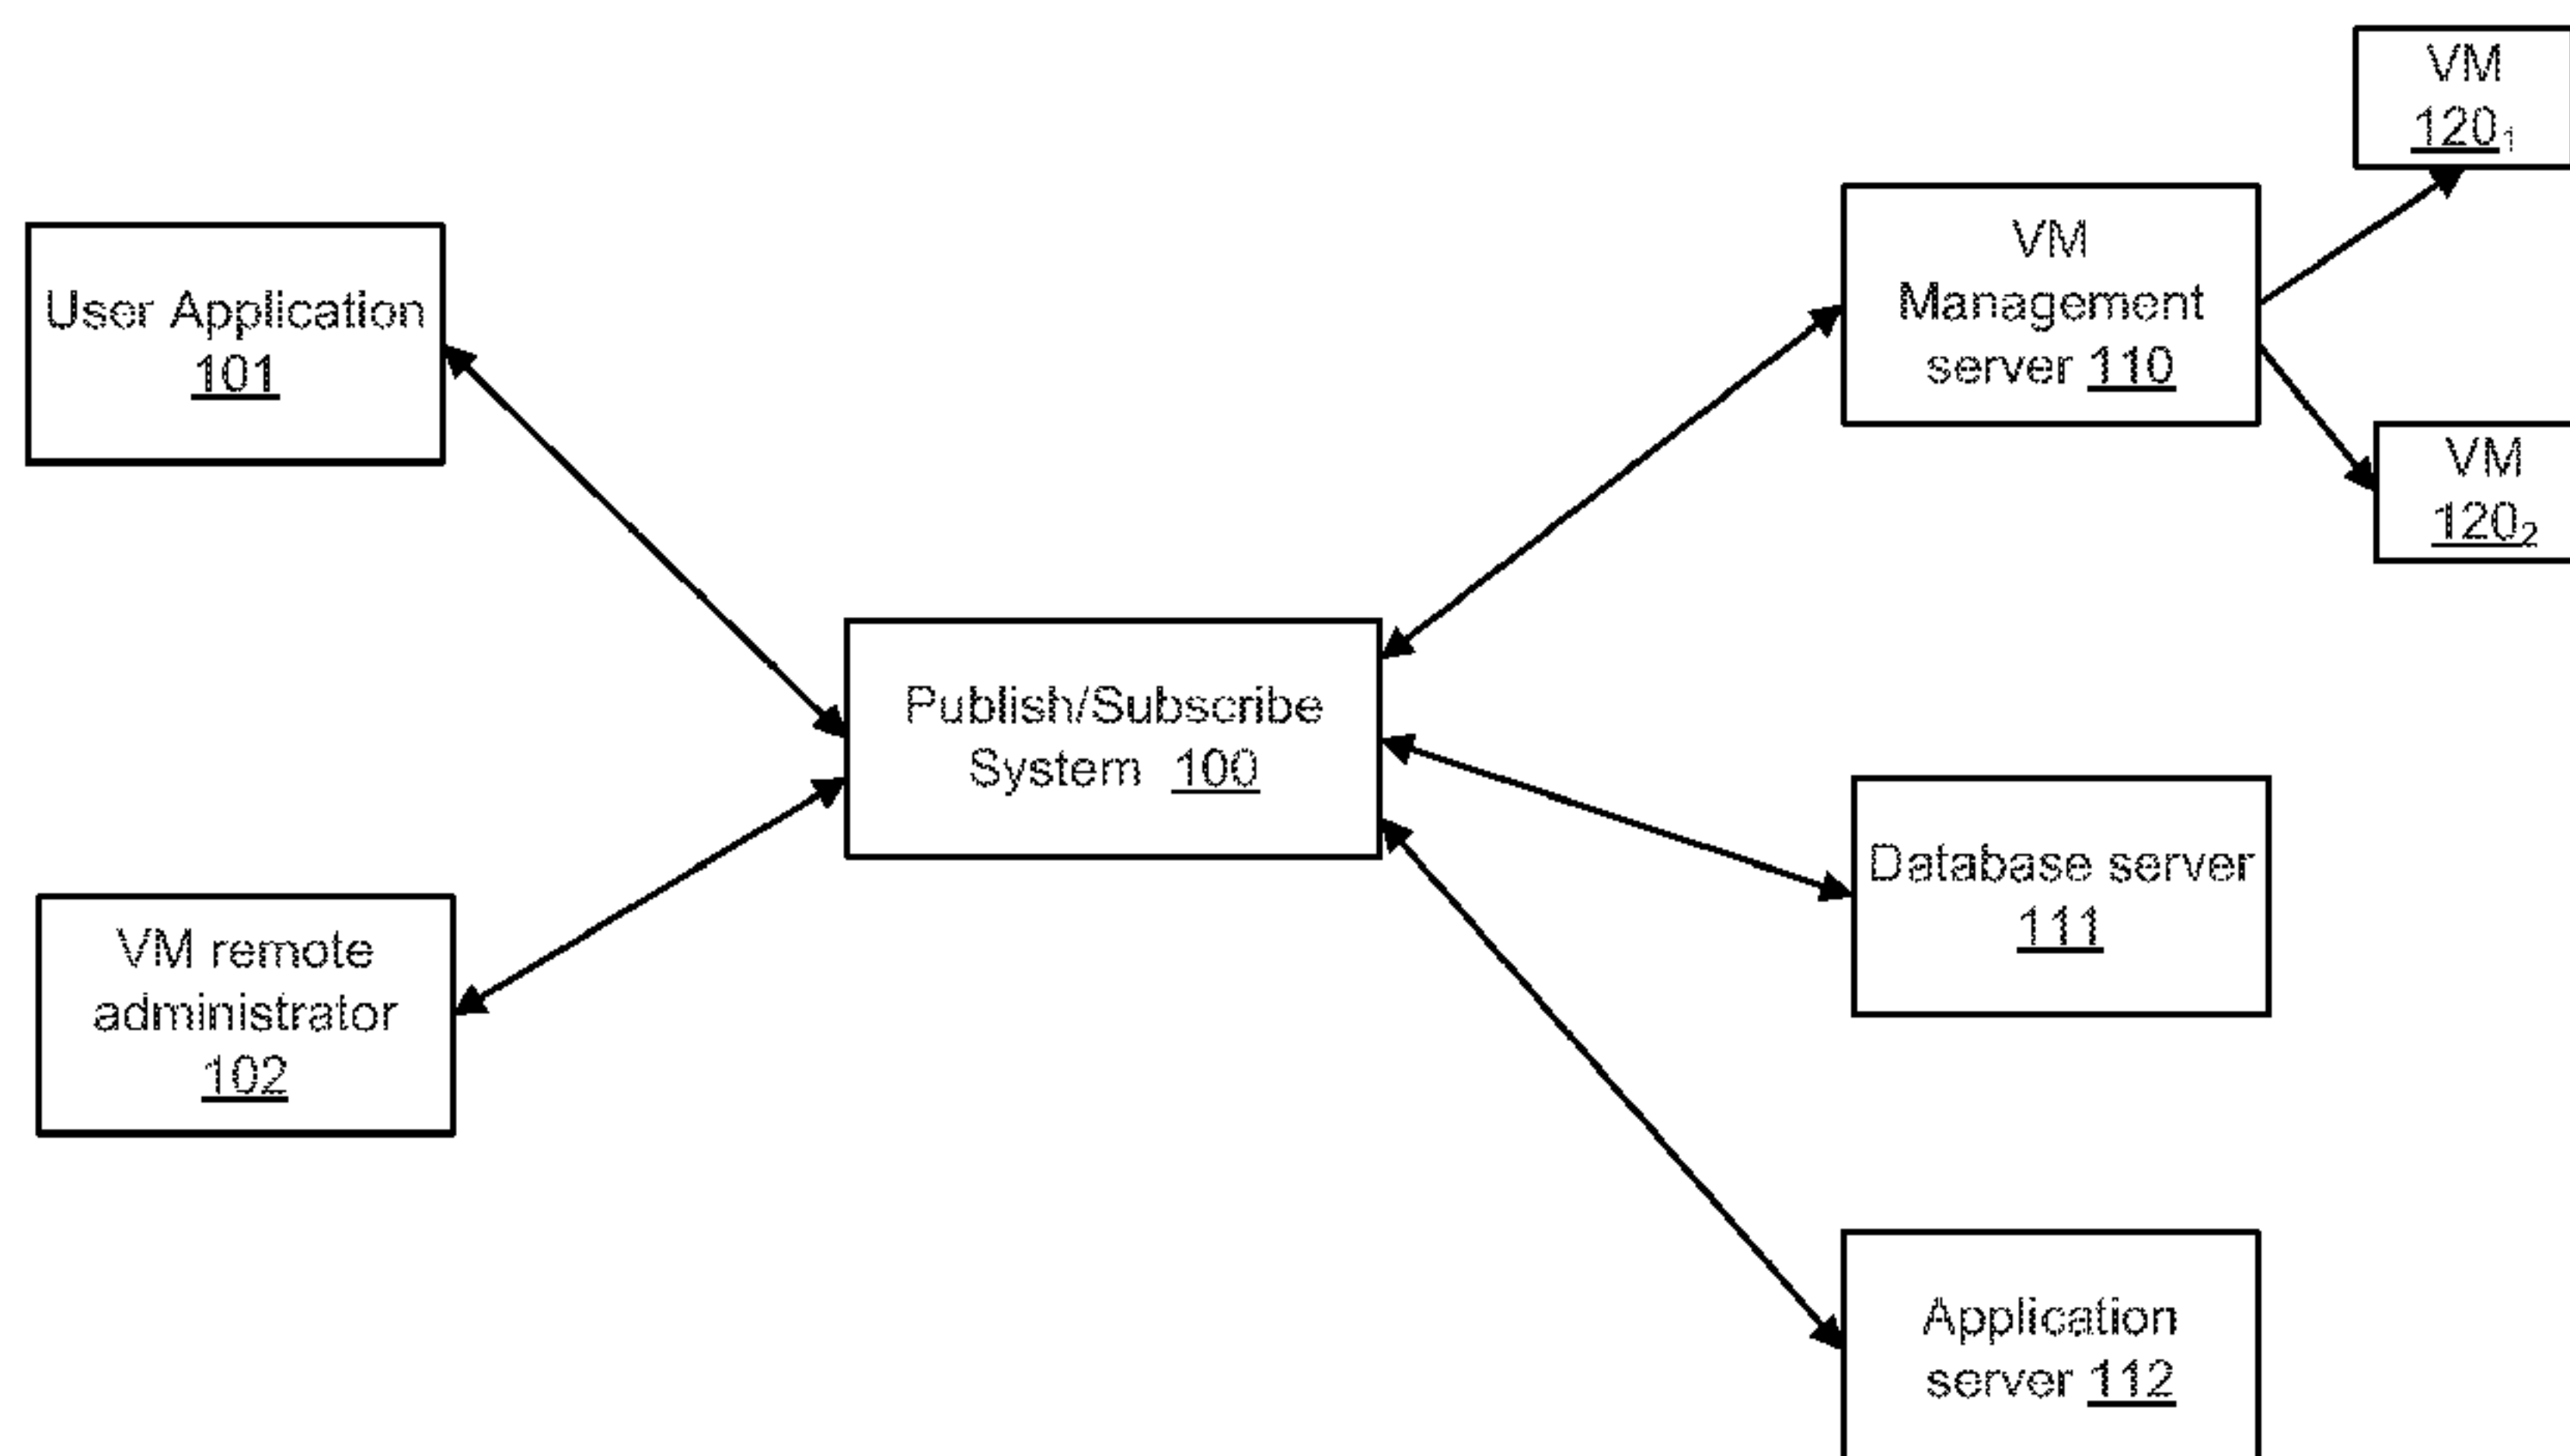 VM
120₁
VM
Management
server 110
User Application
101
VM
120₂
Publish/Subscribe
System 100
Database server
111
VM remote
administrator
102
Application
server 112